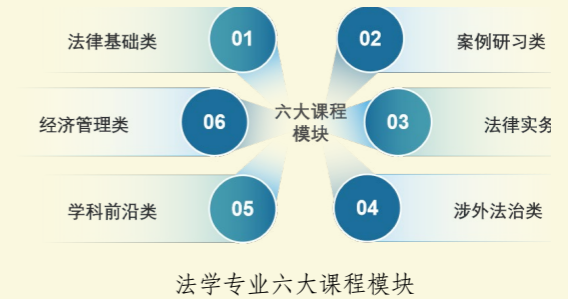 法律基础类
01
02
案例研习类
经济管理类
06
六大课程
模块
03
法律实务
学科前沿类
05
04
涉外法治类
法学专业六大课程模块